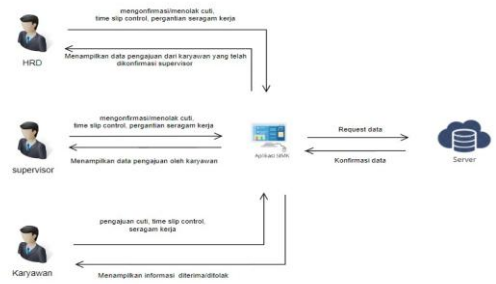 mengonfirmasi/menolak cuti,
time slip control, pergantian seragam kerja
HRD
Menampilkan data pengajuan dari karyawan yang telah
dikonfirmasi supervisor
mengonfirmasi/menolak cuti,
time slip control, pergantian seragam kerja
supervisor
Menampilkan data pengajuan oleh karyawan
Request data
Konfirmasi data
Server
Aplikasi
pengajuan cuti, time slip control,
seragam kerja
Karyawan
Menampilkan informasi diterima/ditolak